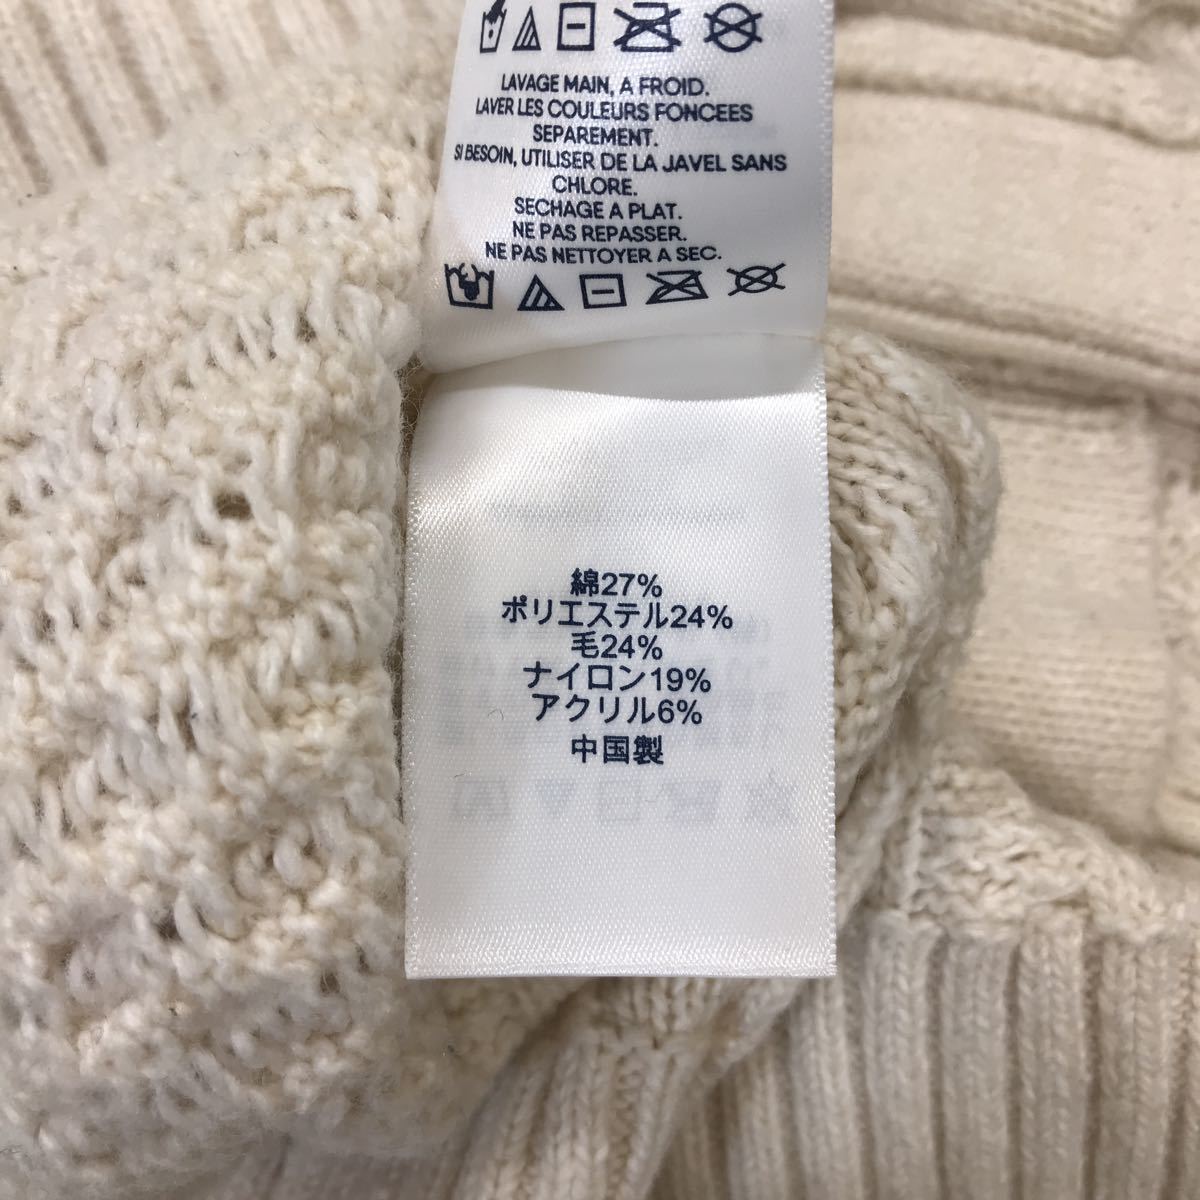 LAVAGE MAIN, A FROID.
LAVER LES COULEURS FONCEES
SEPAREMENT.
SI BESOIN, UTILISER DE LA JAVEL SANS
CHLORE.
SECHAGE A PLAT.
NE PAS REPASSER.
NE PAS NETTOYER A SEC.
綿27%
ポリエステル24%
毛24%
ナイロン19%
アクリル6%
中国製